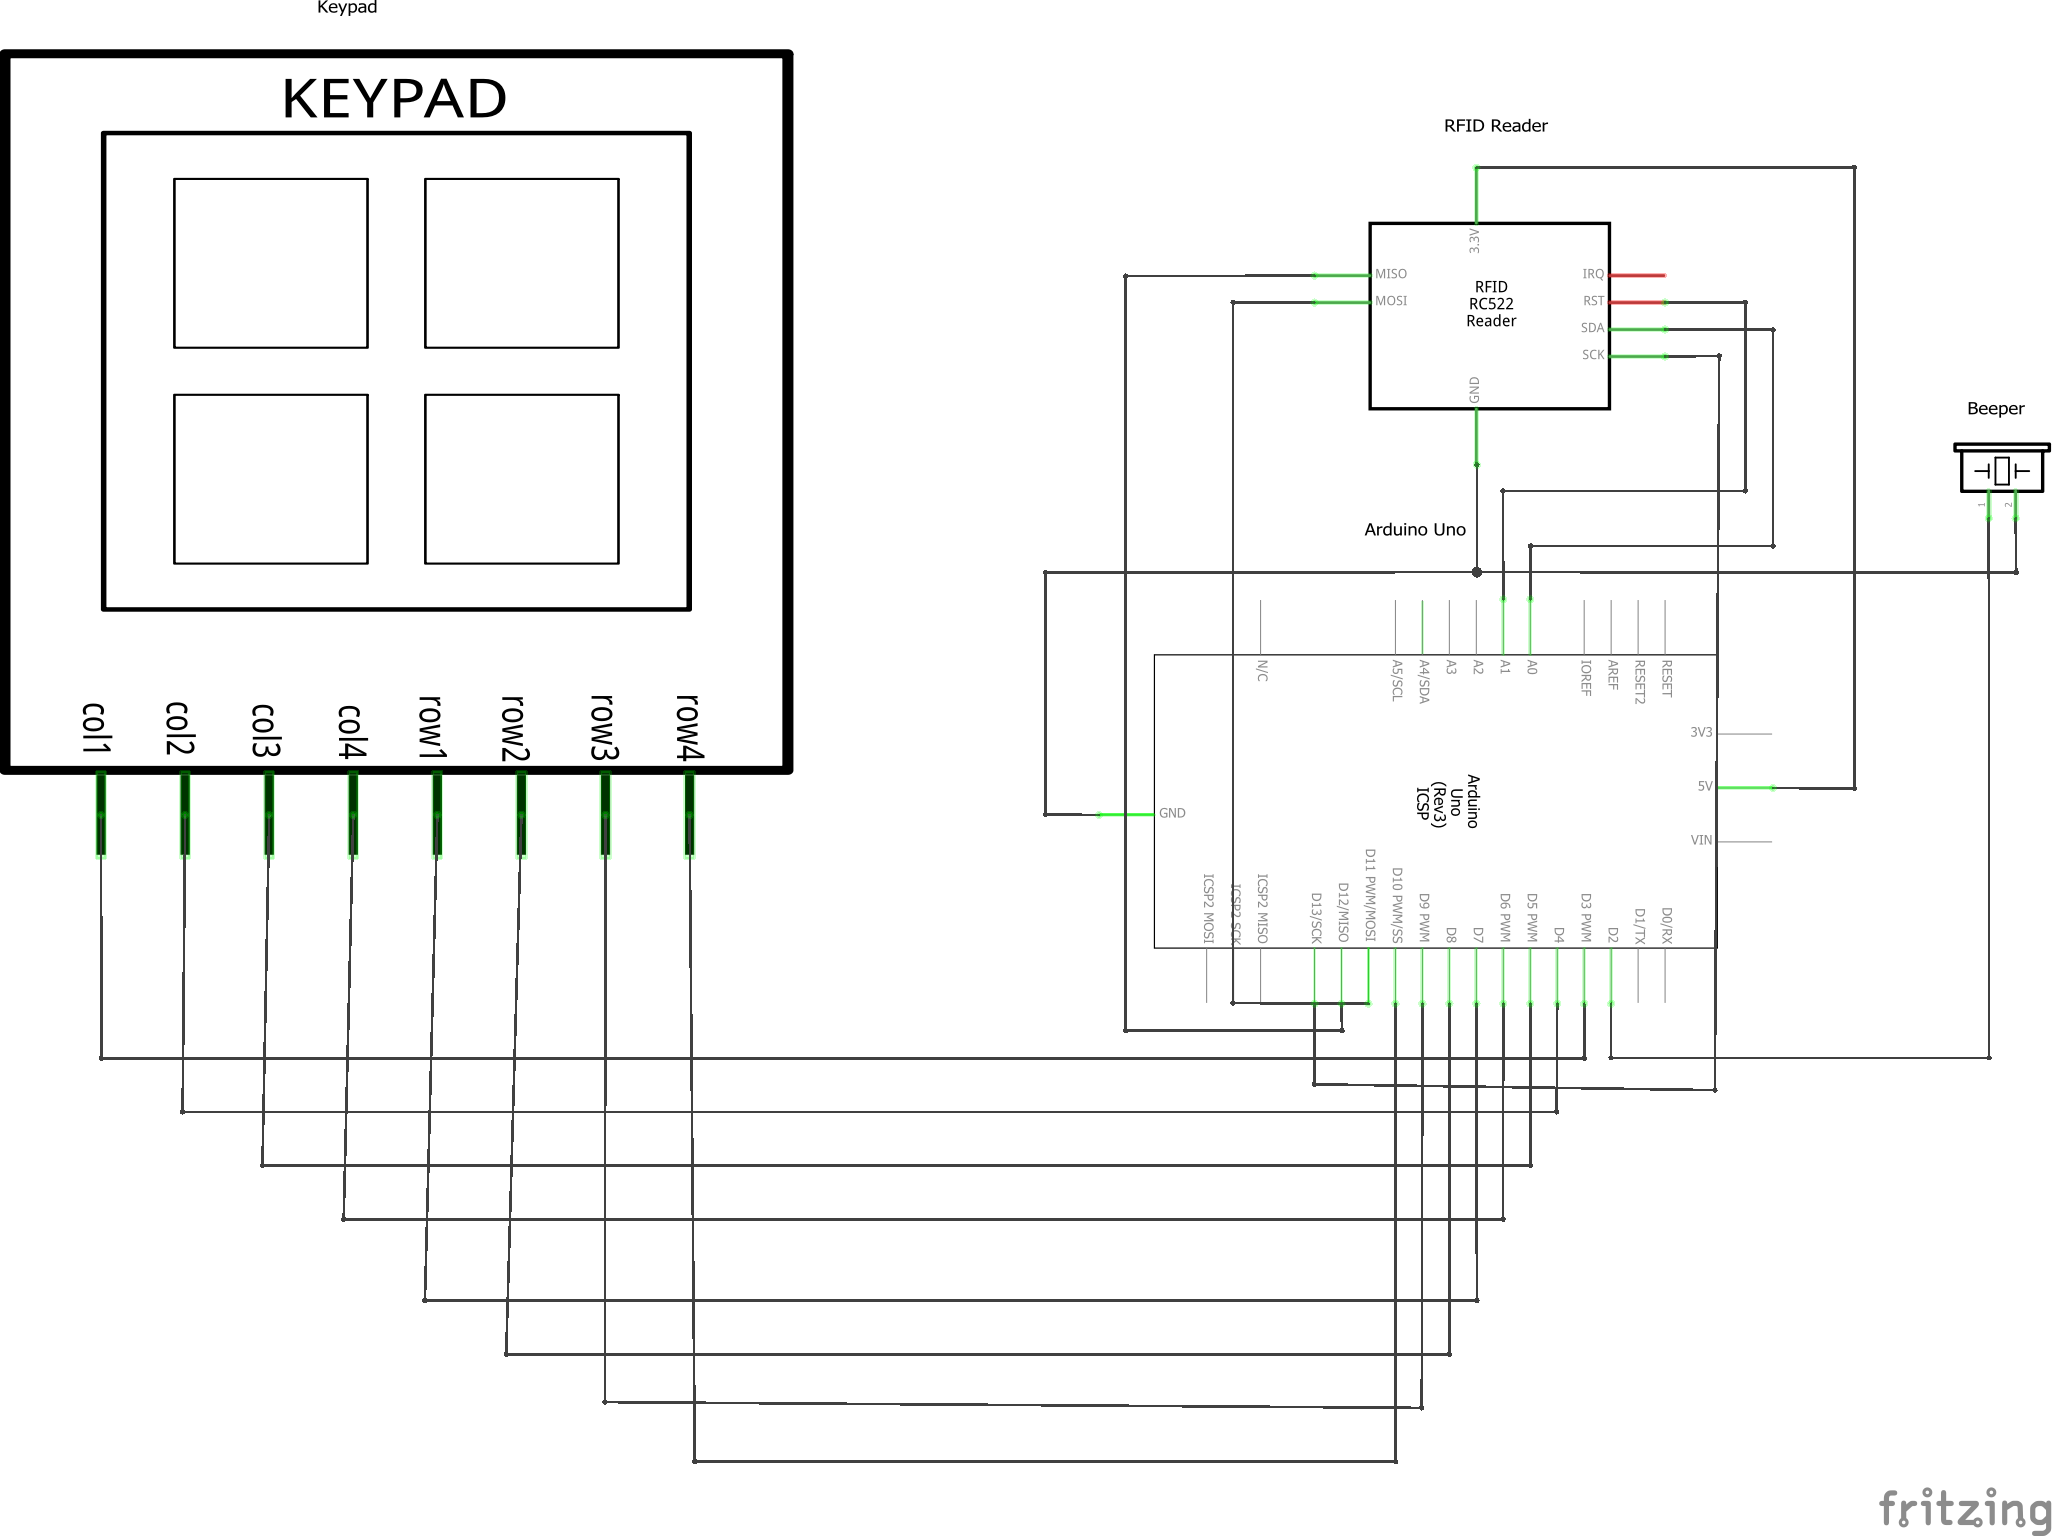 Keypad
KEYPAD
col1
col2
col3
col4
row1
row2
row3
row4
RFID Reader
3.3V
MISO
MOSI
RFID
RC522
Reader
IRQ
RST
SDA
SCK
GND
Beeper
1
2
Arduino Uno
N/C
A5/SCL
A4/SDA
A3
A2
A1
A0
IOREF
AREF
RESET2
RESET
3V3
5V
VIN
GND
Arduino
Uno
(Rev3)
ICSP
ICSP2 MOSI
ICSP2 SCK
ICSP2 MISO
D13/SCK
D12/MISO
D11 PWM/MOSI
D10 PWM/SS
D9 PWM
D8
D7
D6 PWM
D5 PWM
D4
D3 PWM
D2
D1/TX
D0/RX
fritzing